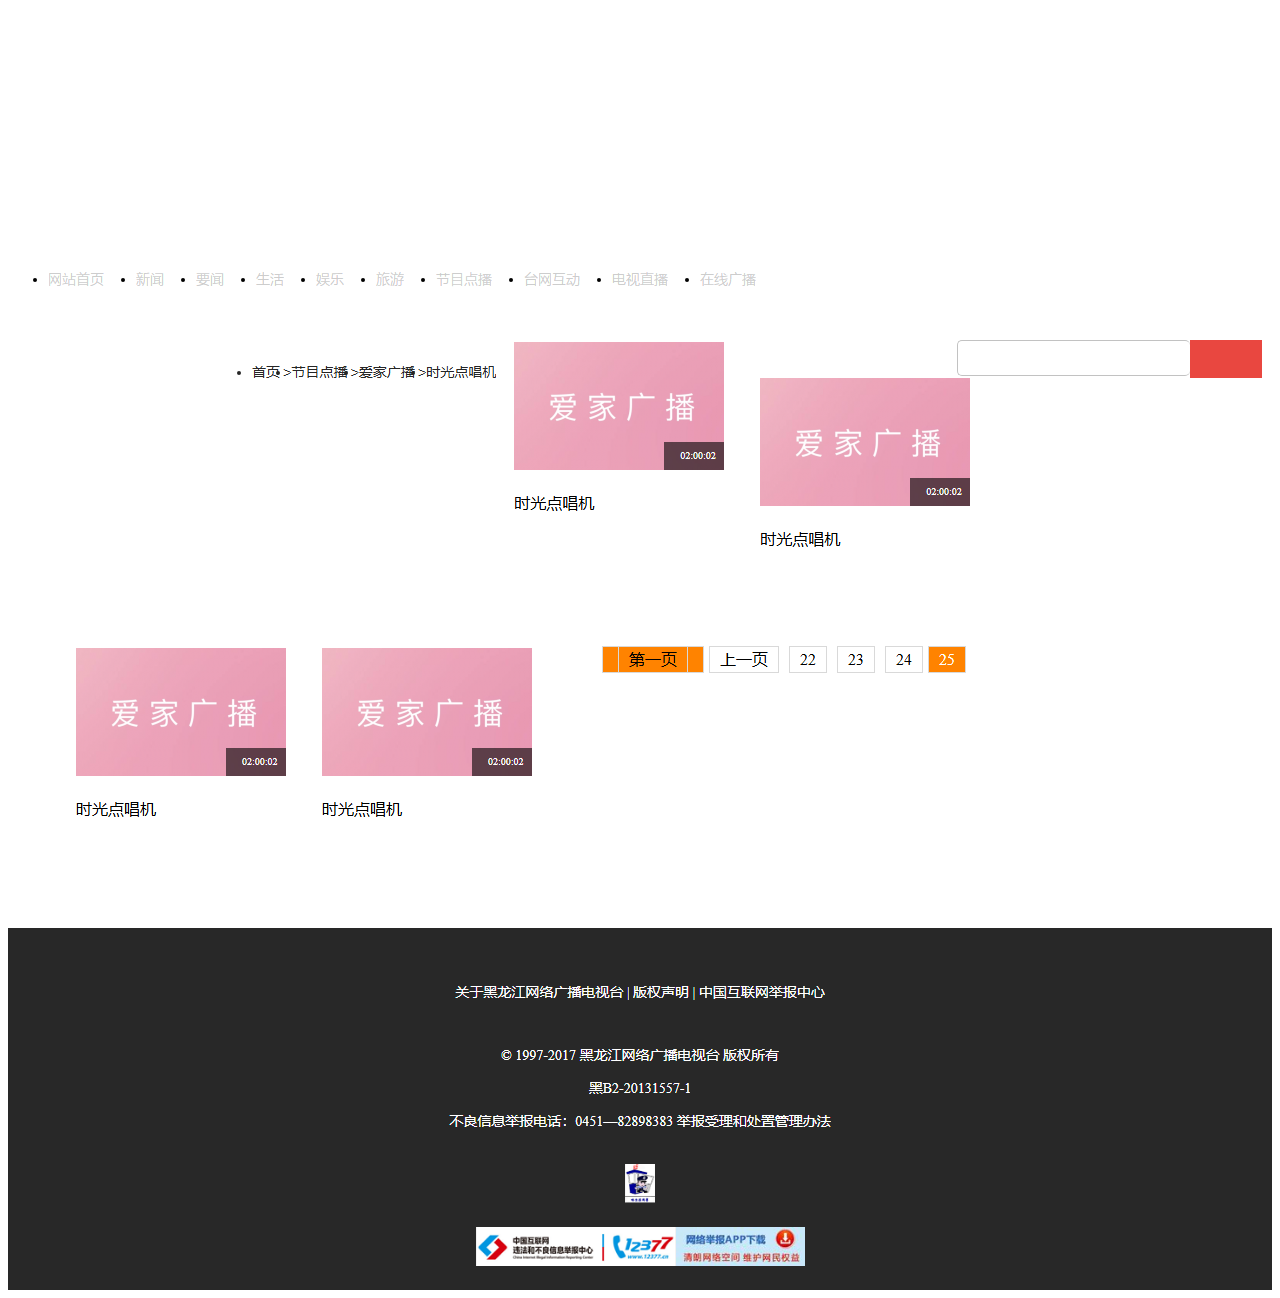 网站首页 新闻 要闻 生活 娱乐 旅游 节目点播 台网互动 电视直播 在线广播
首页 >节目点播 >爱家广播 >时光点唱机
爱家广播
02:00:02
时光点唱机
爱家广播
02:00:02
时光点唱机
爱家广播
02:00:02
时光点唱机
爱家广播
02:00:02
时光点唱机
第一页 上一页 22 23 24 25
关于黑龙江网络广播电视台 | 版权声明 | 中国互联网举报中心
© 1997-2017 黑龙江网络广播电视台 版权所有
黑B2-20131557-1
不良信息举报电话：0451—82898383 举报受理和处置管理办法
中国互联网
违法和不良信息举报中心
China Internet Illegal Information Reporting Center
12377
www.12377.cn
网络举报APP下载
清朗网络空间 维护网民权益